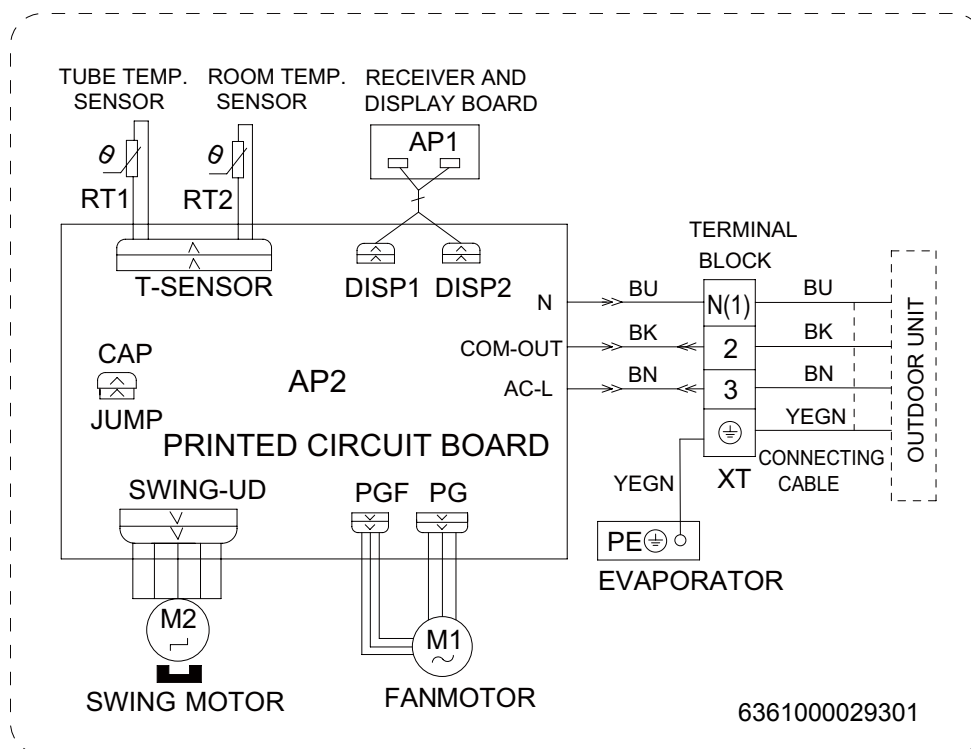 TUBE TEMP.
SENSOR
ROOM TEMP.
SENSOR
RECEIVER AND
DISPLAY BOARD
AP1
θ
RT1
θ
RT2
T-SENSOR
DISP1
DISP2
TERMINAL
BLOCK
N
BU
N(1)
BU
COM-OUT
BK
2
BK
AC-L
BN
3
BN
YEGN
OUTDOOR UNIT
CAP
JUMP
AP2
PRINTED CIRCUIT BOARD
XT
CONNECTING
CABLE
YEGN
SWING-UD
PGF
PG
PE
EVAPORATOR
M2
SWING MOTOR
M1
FANMOTOR
6361000029301